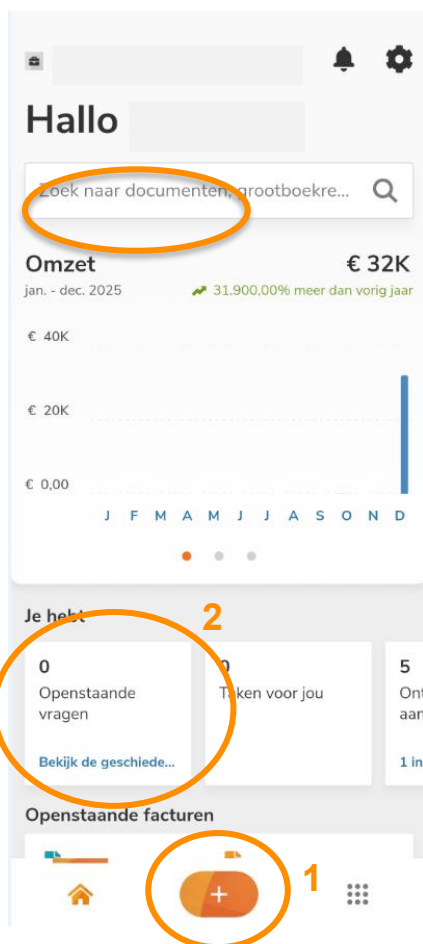 Hallo
Zoek naar documenten, grootboekre...
Omzet € 32K
jan. - dec. 2025 31.900,00% meer dan vorig jaar
€ 40K
€ 20K
€ 0,00
J F M A M J J A S O N D
Je hebt
2
0 0 5
Openstaande Taken voor jou Ont
vragen aan
Bekijk de geschiede... 1 in
Openstaande facturen
+
1